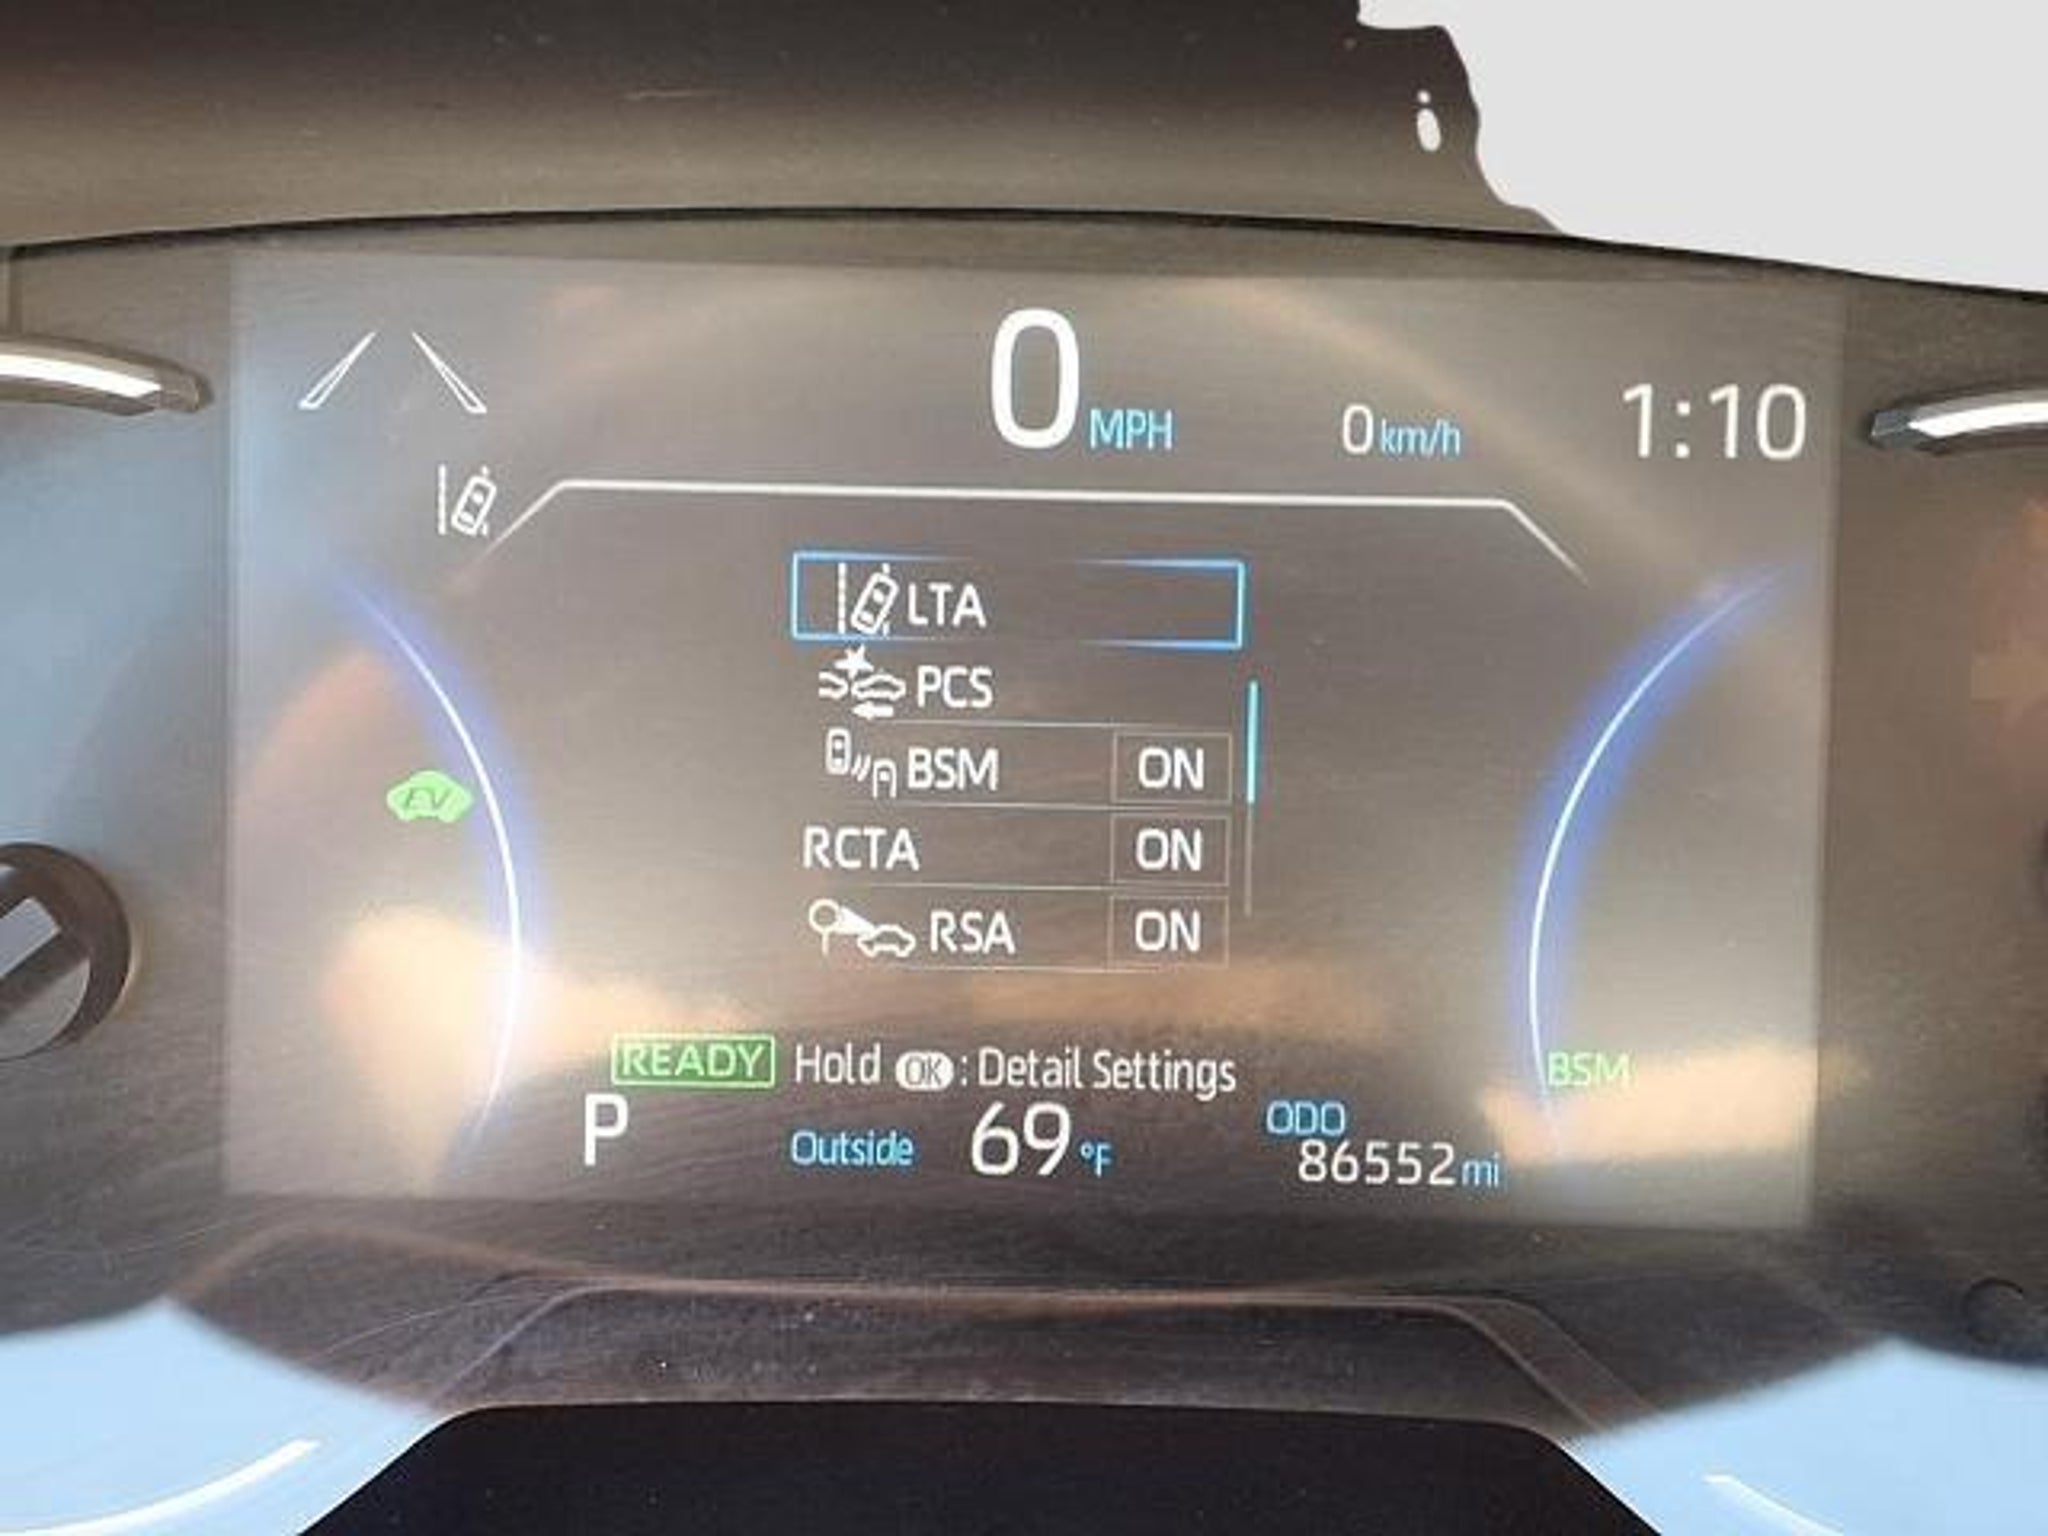 0 MPH 0 km/h 1:10
LTA
PCS
BSM ON
RCTA ON
EV
RSA ON
READY Hold OK : Detail Settings BSM
P Outside 69 °F ODO
86552 mi